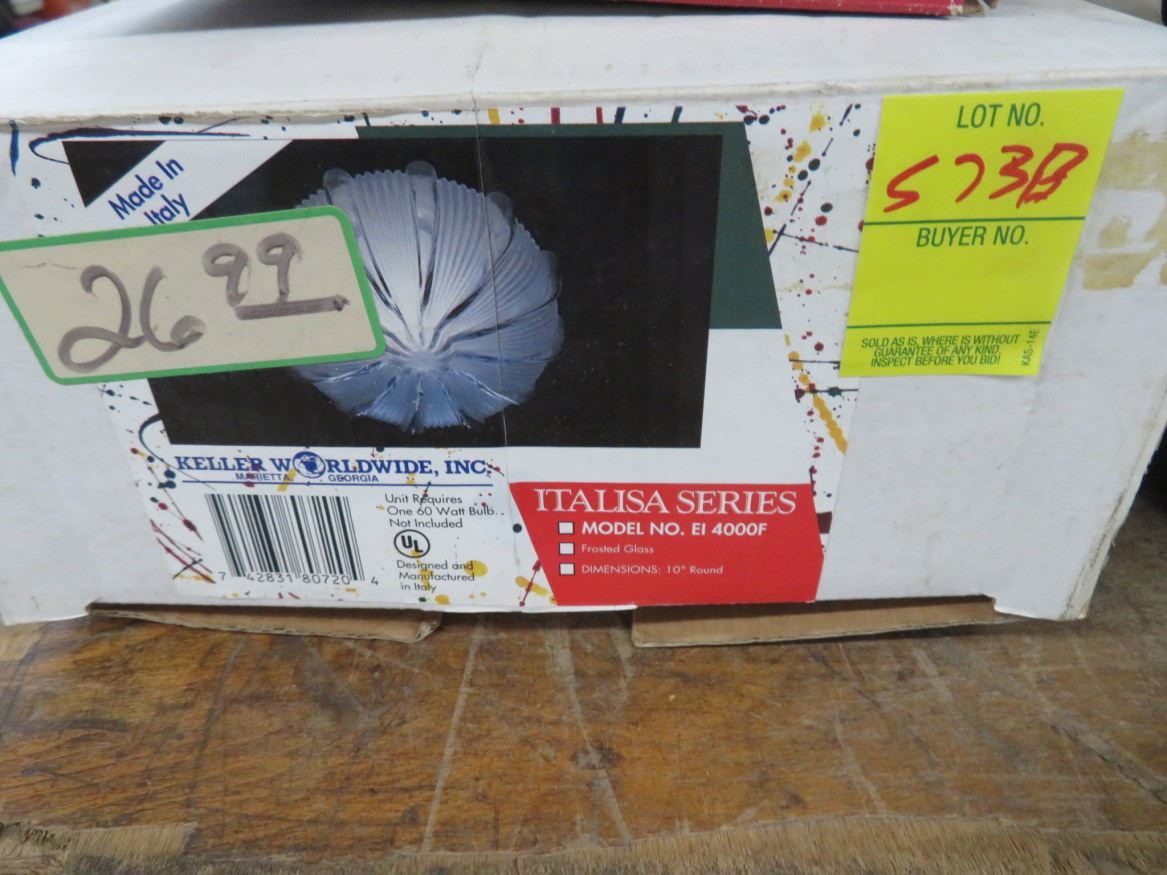 LOT NO.
573B
BUYER NO.
SOLD AS IS, WHERE IS WITHOUT
GUARANTEE OF ANY KIND.
INSPECT BEFORE YOU BID!
KAS-14E
Made In
Italy
26 99
KELLER WORLDWIDE, INC.
MARIETTA GEORGIA
Unit Requires
One 60 Watt Bulb.
Not Included
UL
Designed and
Manufactured
in Italy
7 42831 80720 4
ITALISA SERIES
MODEL NO. EI 4000F
Frosted Glass
DIMENSIONS: 10" Round